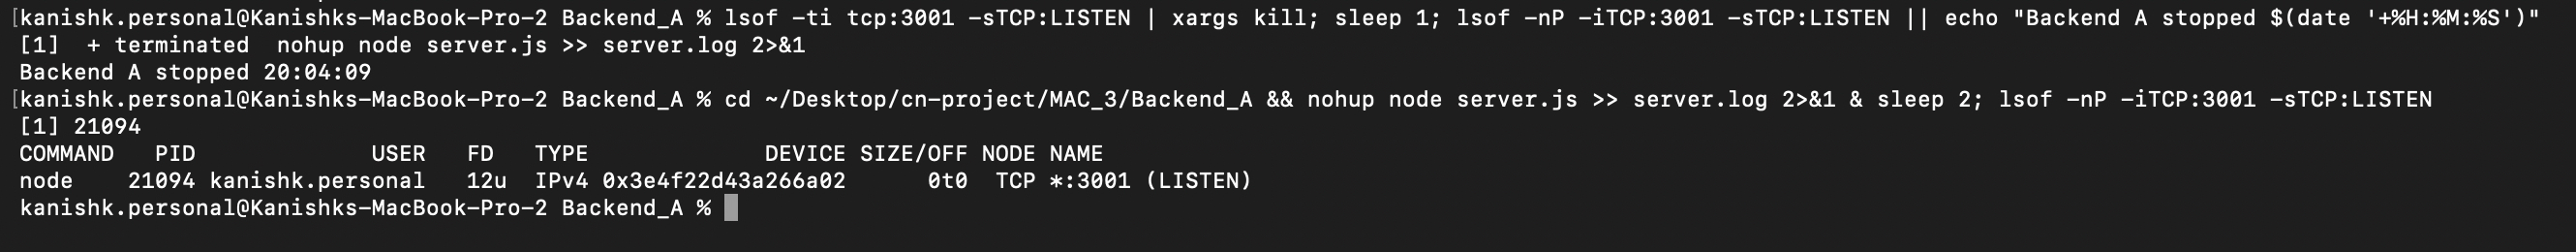 [kanishk.personal@Kanishks-MacBook-Pro-2 Backend_A % lsof -ti tcp:3001 -sTCP:LISTEN | xargs kill; sleep 1; lsof -nP -iTCP:3001 -sTCP:LISTEN || echo "Backend A stopped $(date '+%H:%M:%S')"
[1]  + terminated  nohup node server.js >> server.log 2>&1
Backend A stopped 20:04:09
[kanishk.personal@Kanishks-MacBook-Pro-2 Backend_A % cd ~/Desktop/cn-project/MAC_3/Backend_A && nohup node server.js >> server.log 2>&1 & sleep 2; lsof -nP -iTCP:3001 -sTCP:LISTEN
[1] 21094
COMMAND   PID             USER   FD   TYPE             DEVICE SIZE/OFF NODE NAME
node    21094 kanishk.personal   12u  IPv4 0x3e4f22d43a266a02      0t0  TCP *:3001 (LISTEN)
kanishk.personal@Kanishks-MacBook-Pro-2 Backend_A %